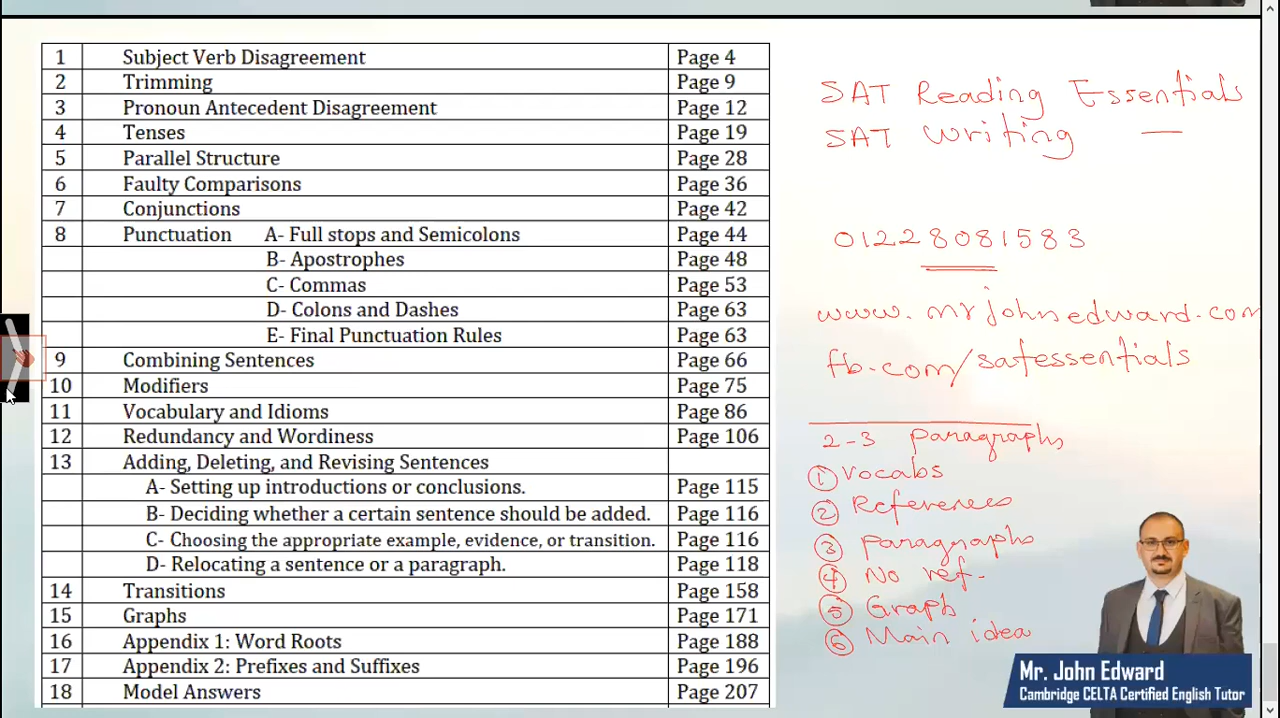 1 Subject Verb Disagreement Page 4
2 Trimming Page 9
3 Pronoun Antecedent Disagreement Page 12
4 Tenses Page 19
5 Parallel Structure Page 28
6 Faulty Comparisons Page 36
7 Conjunctions Page 42
8 Punctuation A- Full stops and Semicolons Page 44
B- Apostrophes Page 48
C- Commas Page 53
D- Colons and Dashes Page 63
E- Final Punctuation Rules Page 63
9 Combining Sentences Page 66
10 Modifiers Page 75
11 Vocabulary and Idioms Page 86
12 Redundancy and Wordiness Page 106
13 Adding, Deleting, and Revising Sentences
A- Setting up introductions or conclusions. Page 115
B- Deciding whether a certain sentence should be added. Page 116
C- Choosing the appropriate example, evidence, or transition. Page 116
D- Relocating a sentence or a paragraph. Page 118
14 Transitions Page 158
15 Graphs Page 171
16 Appendix 1: Word Roots Page 188
17 Appendix 2: Prefixes and Suffixes Page 196
18 Model Answers Page 207
SAT Reading Essentials
SAT Writing —
01228081583
www.mrjohnedward.com
fb.com/satessentials
2-3 paragraphs
1 Vocabs
2 References
3 paragraphs
4 No ref.
5 Graph
6 Main idea
Mr. John Edward
Cambridge CELTA Certified English Tutor